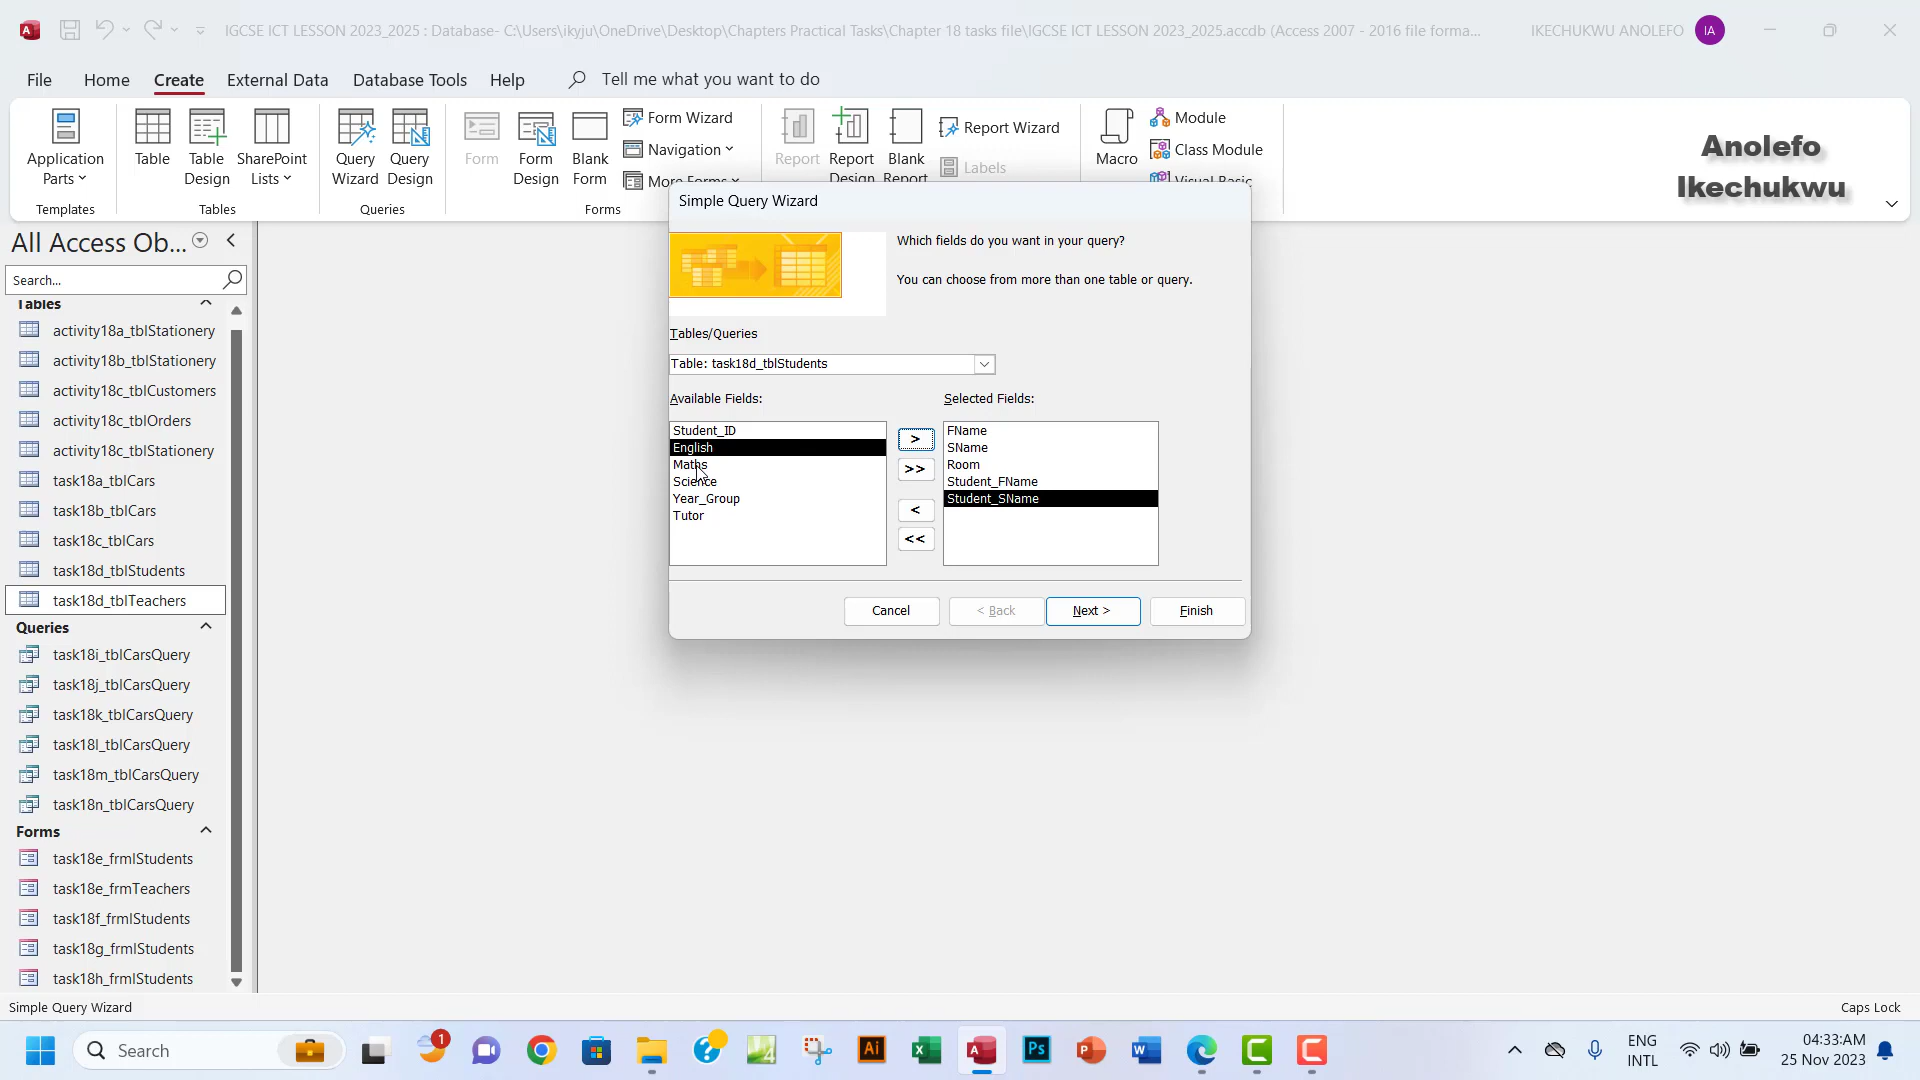 IGCSE ICT LESSON 2023_2025 : Database- C:\Users\ikyju\OneDrive\Desktop\Chapters Practical Tasks\Chapter 18 tasks file\IGCSE ICT LESSON 2023_2025.accdb (Access 2007 - 2016 file forma...
IKECHUKWU ANOLEFO
IA
File
Home
Create
External Data
Database Tools
Help
Tell me what you want to do
Application
Parts
Table
Table
Design
SharePoint
Lists
Query
Wizard
Query
Design
Form
Form
Design
Blank
Form
Form Wizard
Navigation
More Forms
Report
Report
Design
Blank
Report
Report Wizard
Labels
Macro
Module
Class Module
Visual Basic
Templates
Tables
Queries
Forms
Anolefo
Ikechukwu
All Access Ob...
Search...
Tables
activity18a_tblStationery
activity18b_tblStationery
activity18c_tblCustomers
activity18c_tblOrders
activity18c_tblStationery
task18a_tblCars
task18b_tblCars
task18c_tblCars
task18d_tblStudents
task18d_tblTeachers
Queries
task18i_tblCarsQuery
task18j_tblCarsQuery
task18k_tblCarsQuery
task18l_tblCarsQuery
task18m_tblCarsQuery
task18n_tblCarsQuery
Forms
task18e_frmlStudents
task18e_frmTeachers
task18f_frmlStudents
task18g_frmlStudents
task18h_frmlStudents
Simple Query Wizard
Which fields do you want in your query?
You can choose from more than one table or query.
Tables/Queries
Table: task18d_tblStudents
Available Fields:
Selected Fields:
Student_ID
English
Maths
Science
Year_Group
Tutor
>
>>
<
<<
FName
SName
Room
Student_FName
Student_SName
Cancel
< Back
Next >
Finish
Simple Query Wizard
Caps Lock
Search
1
Ai
Ps
ENG
INTL
04:33:AM
25 Nov 2023